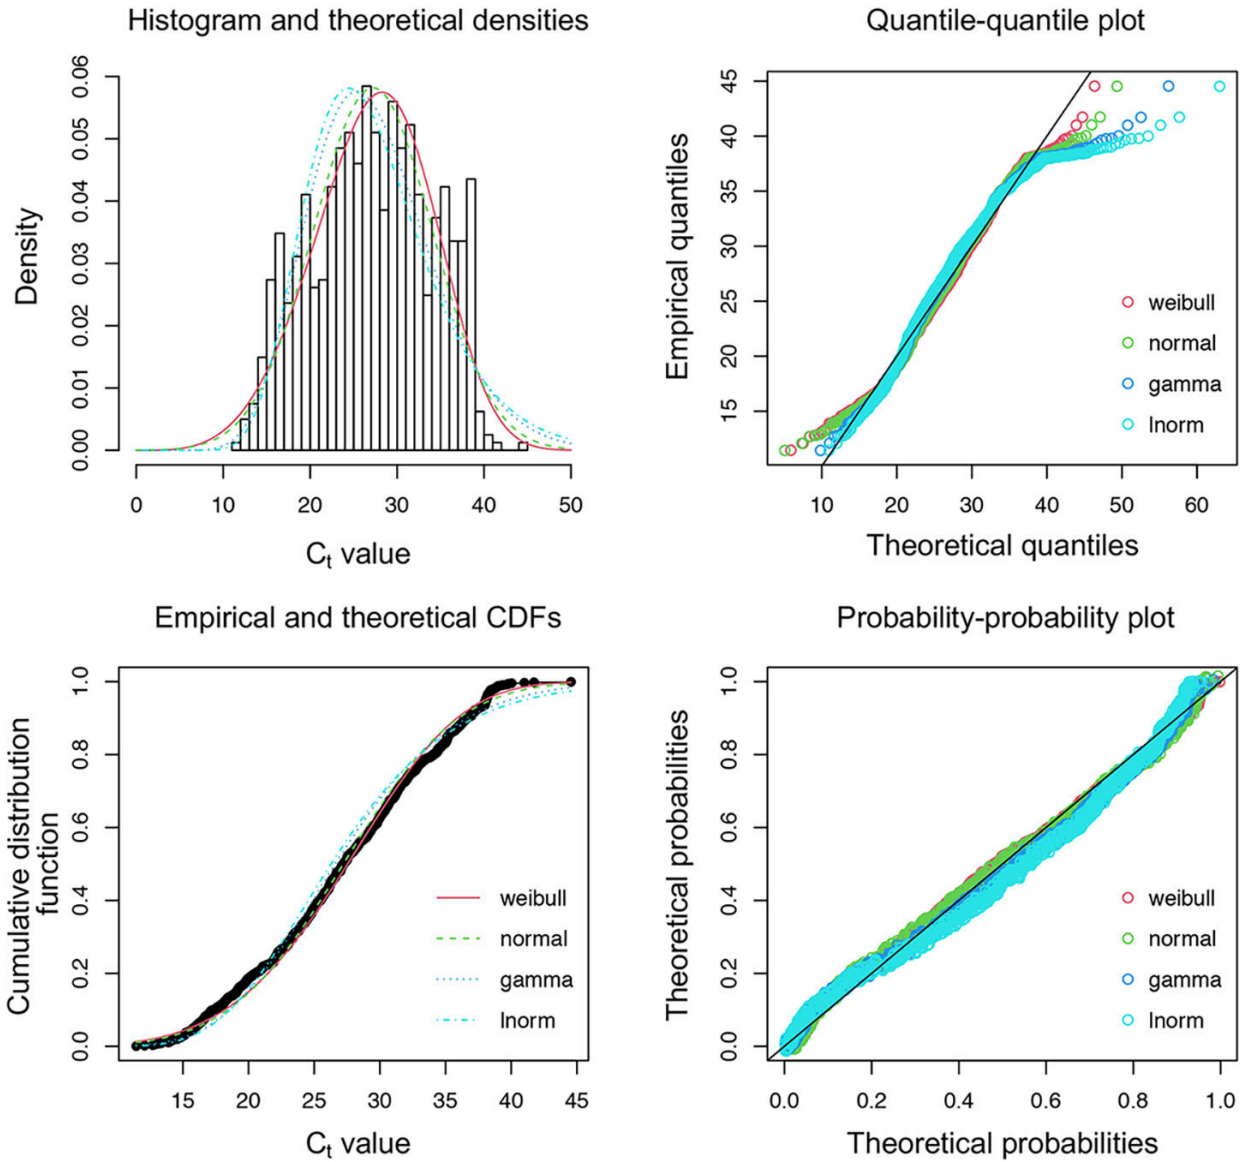 Histogram and theoretical densities
Density
0.00 0.01 0.02 0.03 0.04 0.05 0.06
0 10 20 30 40 50
Ct value
Quantile-quantile plot
Empirical quantiles
15 20 25 30 35 40 45
weibull
normal
gamma
lnorm
10 20 30 40 50 60
Theoretical quantiles
Empirical and theoretical CDFs
Cumulative distribution
function
0.0 0.2 0.4 0.6 0.8 1.0
weibull
normal
gamma
lnorm
15 20 25 30 35 40 45
Ct value
Probability-probability plot
Theoretical probabilities
0.0 0.2 0.4 0.6 0.8 1.0
weibull
normal
gamma
lnorm
0.0 0.2 0.4 0.6 0.8 1.0
Theoretical probabilities